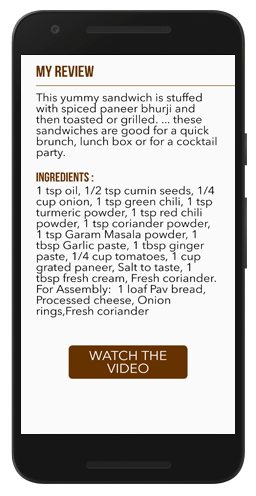 MY REVIEW
This yummy sandwich is stuffed
with spiced paneer bhurji and
then toasted or grilled. ... these
sandwiches are good for a quick
brunch, lunch box or for a cocktail
party.
INGREDIENTS :
1 tsp oil, 1/2 tsp cumin seeds, 1/4
cup onion, 1 tsp green chili, 1 tsp
turmeric powder, 1 tsp red chili
powder, 1 tsp coriander powder,
1 tsp Garam Masala powder, 1
tbsp Garlic paste, 1 tbsp ginger
paste, 1/4 cup tomatoes, 1 cup
grated paneer, Salt to taste, 1
tbsp fresh cream, Fresh coriander.
For Assembly: 1 loaf Pav bread,
Processed cheese, Onion
rings,Fresh coriander
WATCH THE
VIDEO